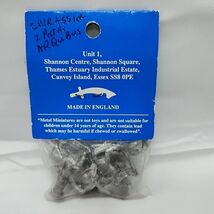 Unit 1,
Shannon Centre, Shannon Square,
Thames Estuary Industrial Estate,
Canvey Island, Essex SS8 0PE
MADE IN ENGLAND
"Metal Miniatures are not toys and are not suitable for
children under 14 years of age. They contain lead
which may be harmful if chewed or swallowed".